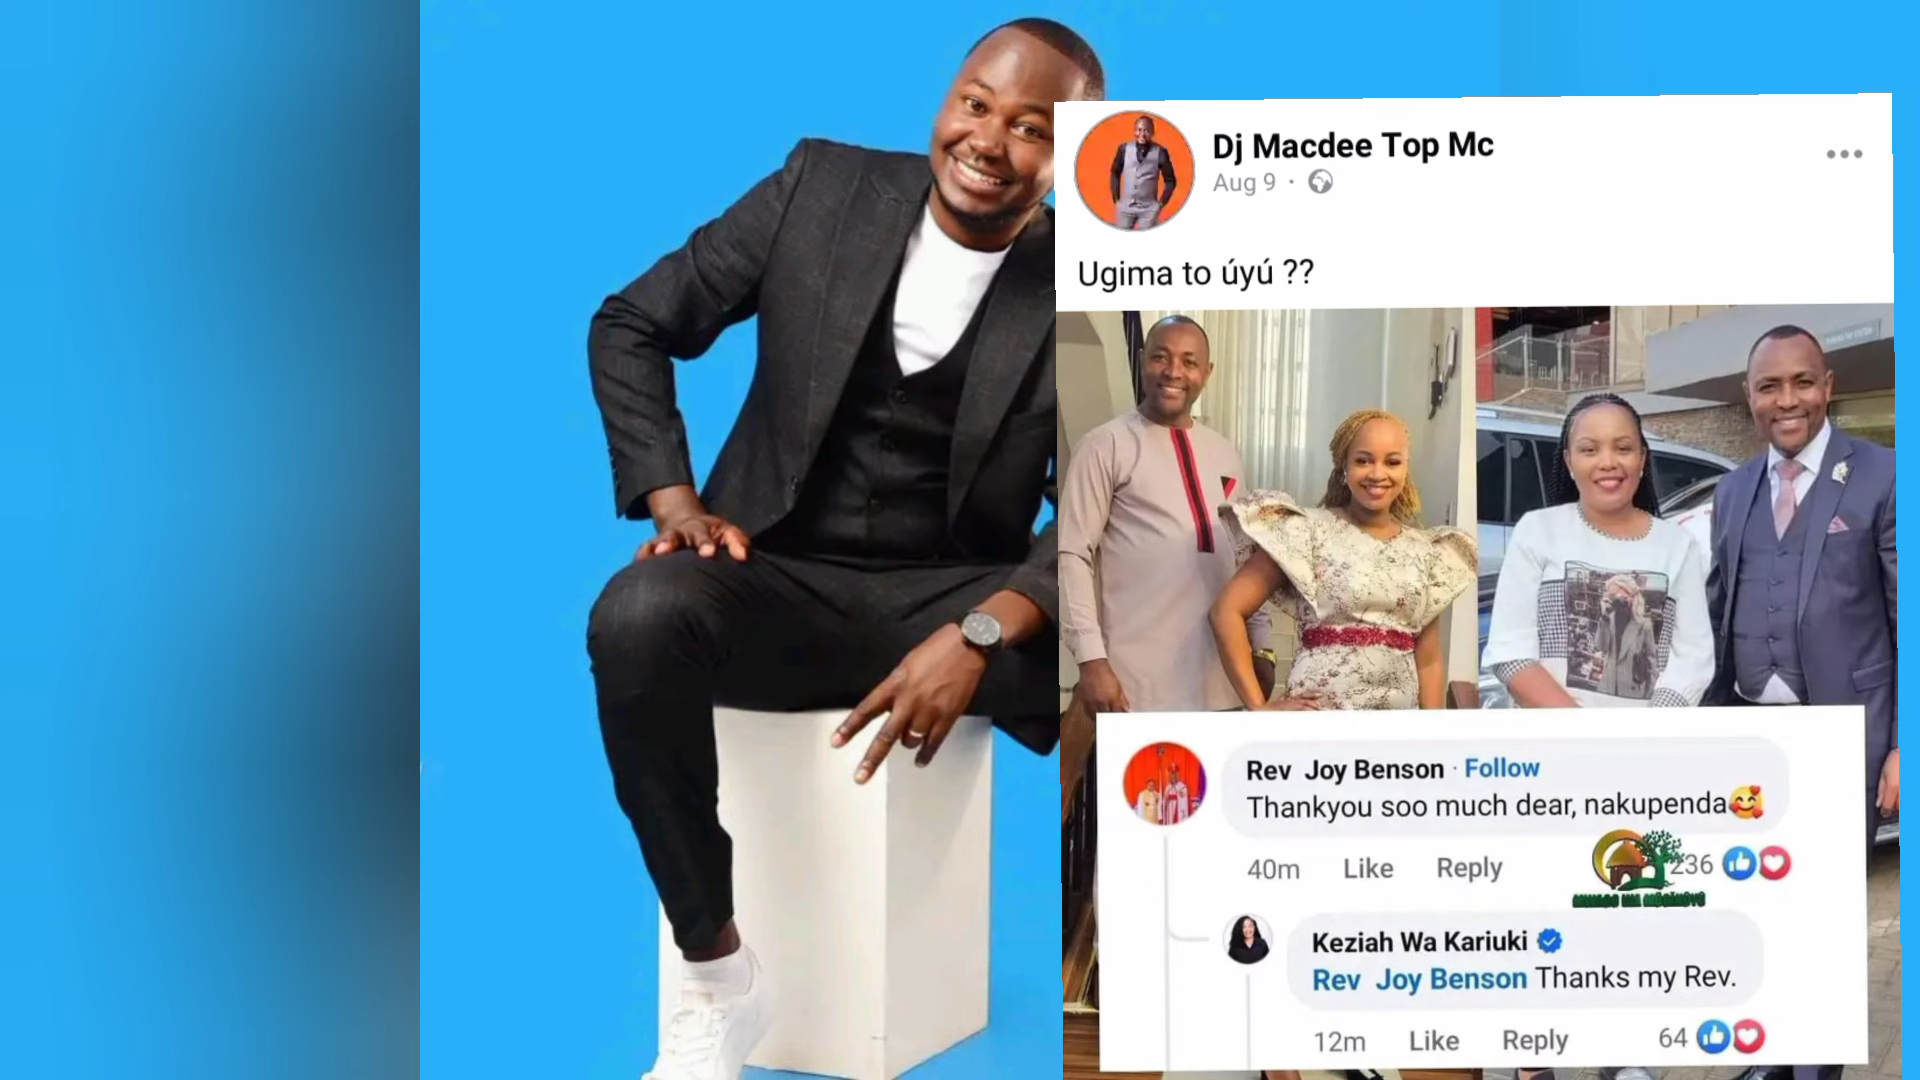 Dj Macdee Top Mc
Aug 9 ·
Ugima to úyú ??
Rev Joy Benson · Follow
Thankyou soo much dear, nakupenda🥰
40m Like Reply 236
Keziah Wa Kariuki
Rev Joy Benson Thanks my Rev.
12m Like Reply 64